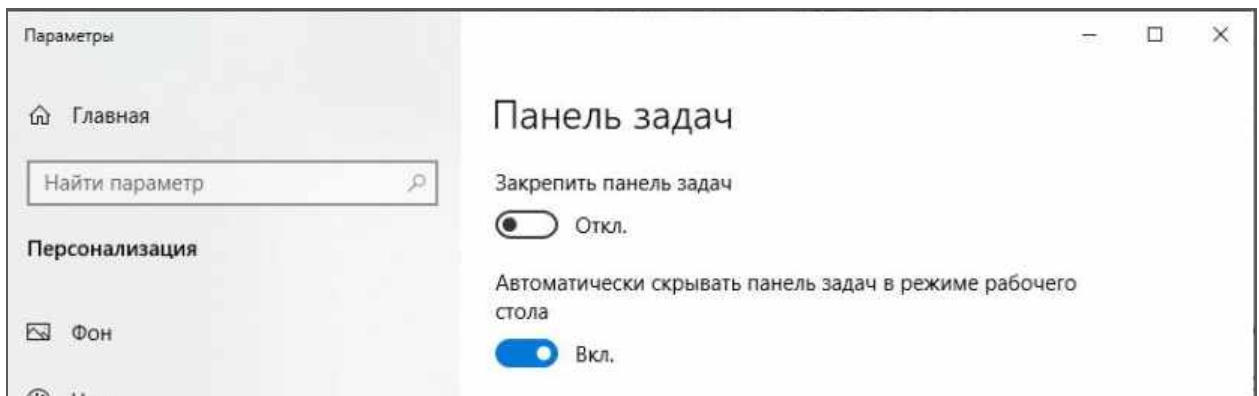 Параметры
Главная
Найти параметр
Персонализация
Фон
Панель задач
Закрепить панель задач
Откл.
Автоматически скрывать панель задач в режиме рабочего
стола
Вкл.